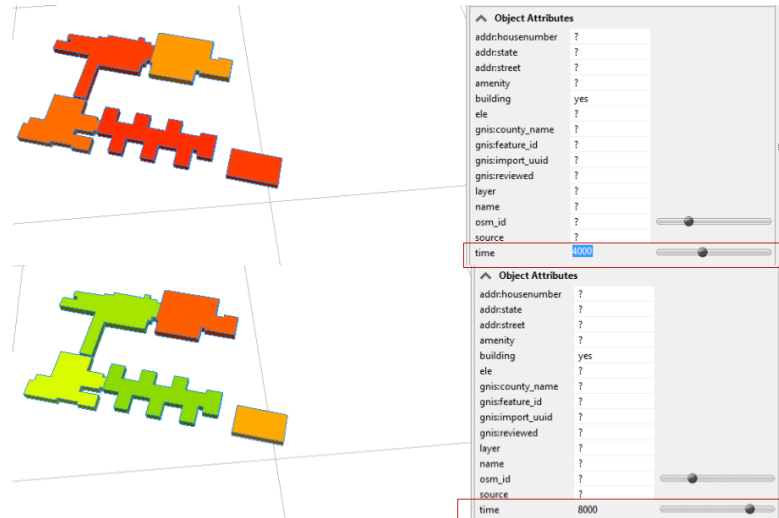 Object Attributes
addr:housenumber ?
addr:state ?
addr:street ?
amenity ?
building yes
ele ?
gnis:county_name ?
gnis:feature_id ?
gnis:import_uuid ?
gnis:reviewed ?
layer ?
name ?
osm_id ?
source ?
time 4000
Object Attributes
addr:housenumber ?
addr:state ?
addr:street ?
amenity ?
building yes
ele ?
gnis:county_name ?
gnis:feature_id ?
gnis:import_uuid ?
gnis:reviewed ?
layer ?
name ?
osm_id ?
source ?
time 8000